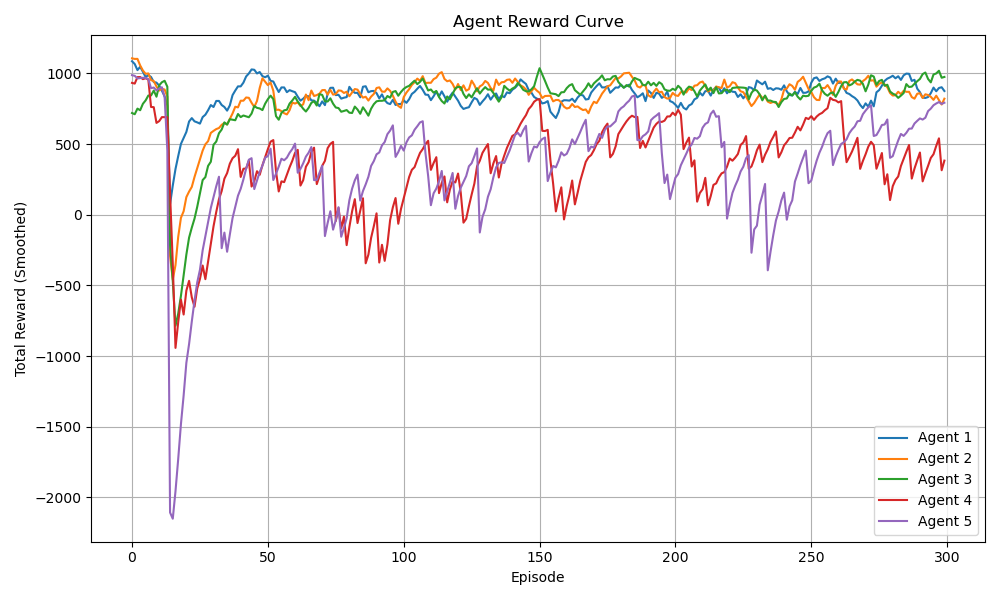 Agent Reward Curve
Total Reward (Smoothed)
1000
500
0
−500
−1000
−1500
−2000
0 50 100 150 200 250 300
Episode
Agent 1
Agent 2
Agent 3
Agent 4
Agent 5